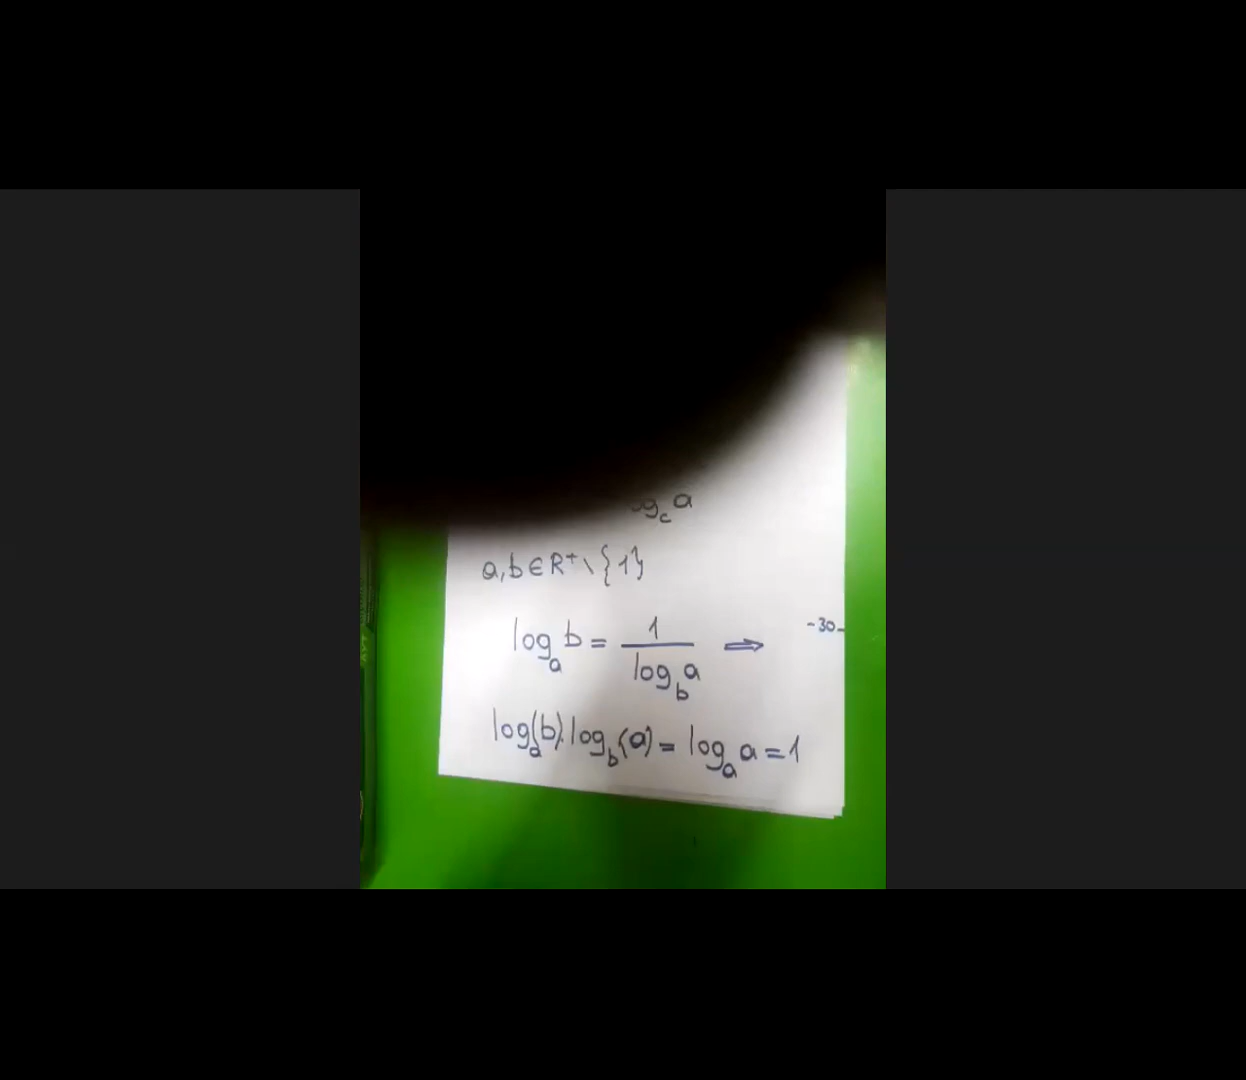 a
a,b∈R⁺\{1}
log_a b = 1/log_b a ⇒
-30-
log_a(b).log_b(a) = log_a a = 1